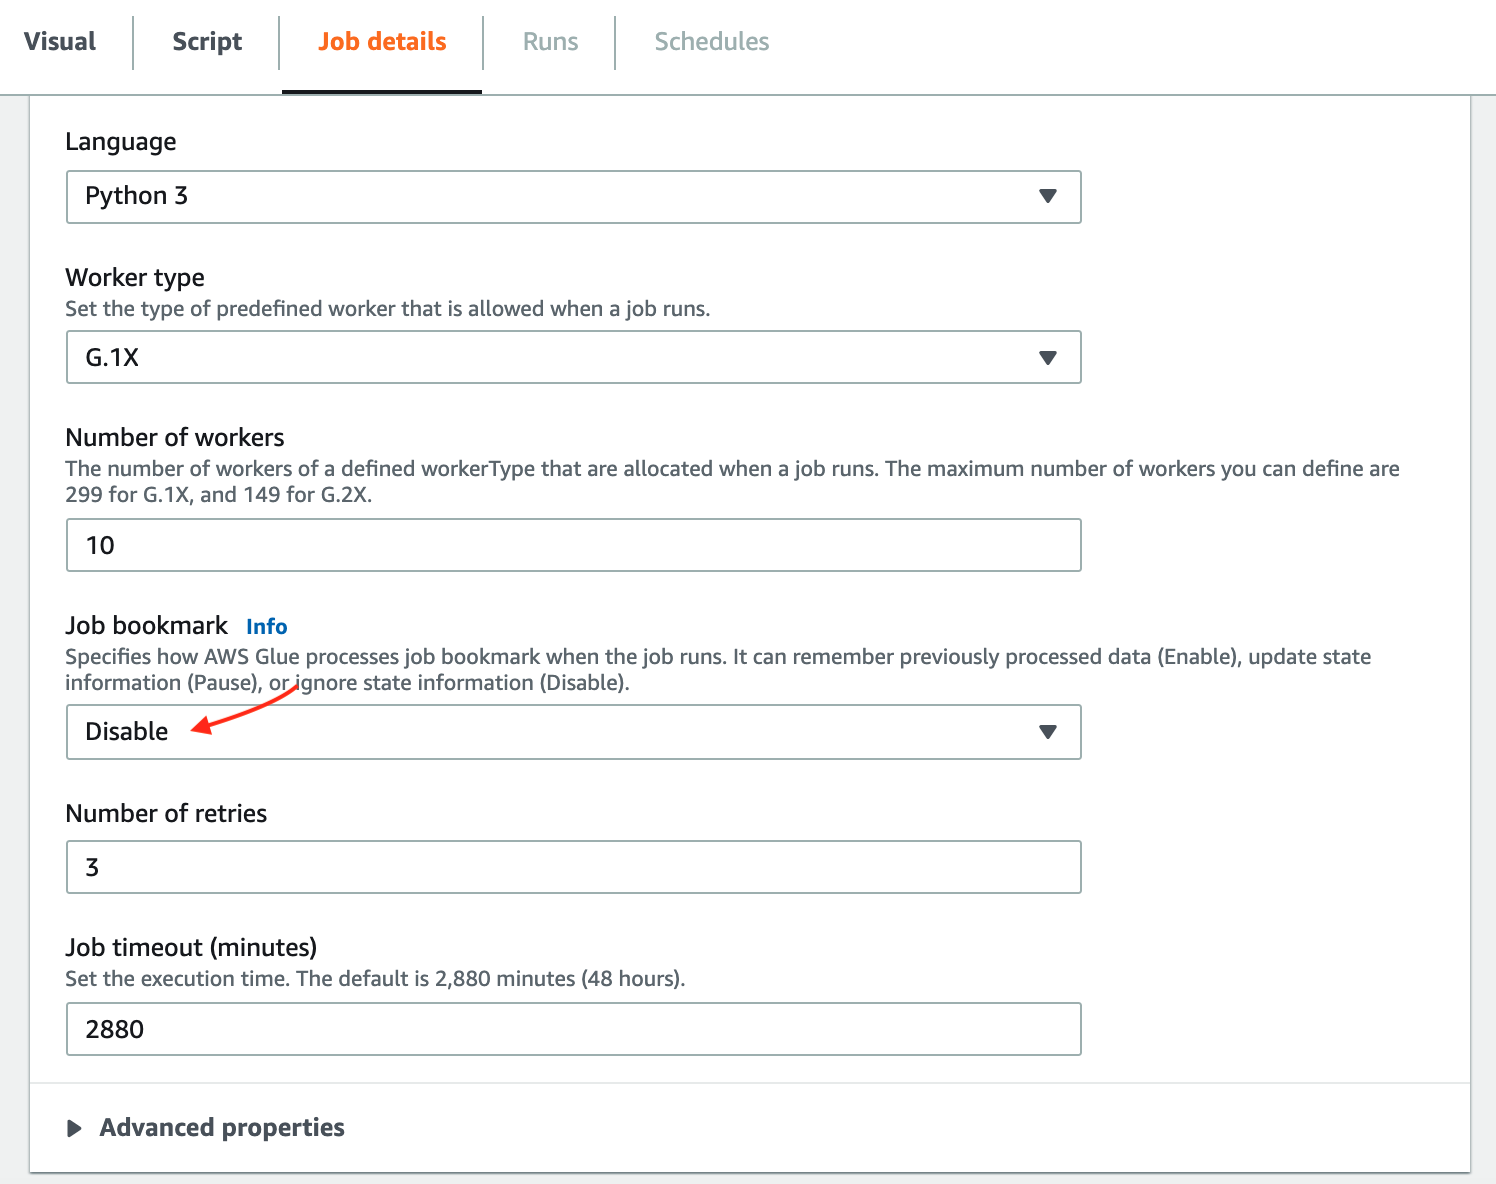 Visual
Script
Job details
Runs
Schedules
Language
Python 3
Worker type
Set the type of predefined worker that is allowed when a job runs.
G.1X
Number of workers
The number of workers of a defined workerType that are allocated when a job runs. The maximum number of workers you can define are
299 for G.1X, and 149 for G.2X.
10
Job bookmark Info
Specifies how AWS Glue processes job bookmark when the job runs. It can remember previously processed data (Enable), update state
information (Pause), or ignore state information (Disable).
Disable
Number of retries
3
Job timeout (minutes)
Set the execution time. The default is 2,880 minutes (48 hours).
2880
Advanced properties